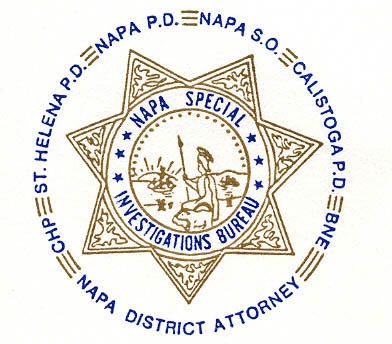 NAPA P.D. NAPA S.O. CALISTOGA P.D. BNE NAPA DISTRICT ATTORNEY CHP ST. HELENA P.D.
NAPA SPECIAL
INVESTIGATIONS BUREAU